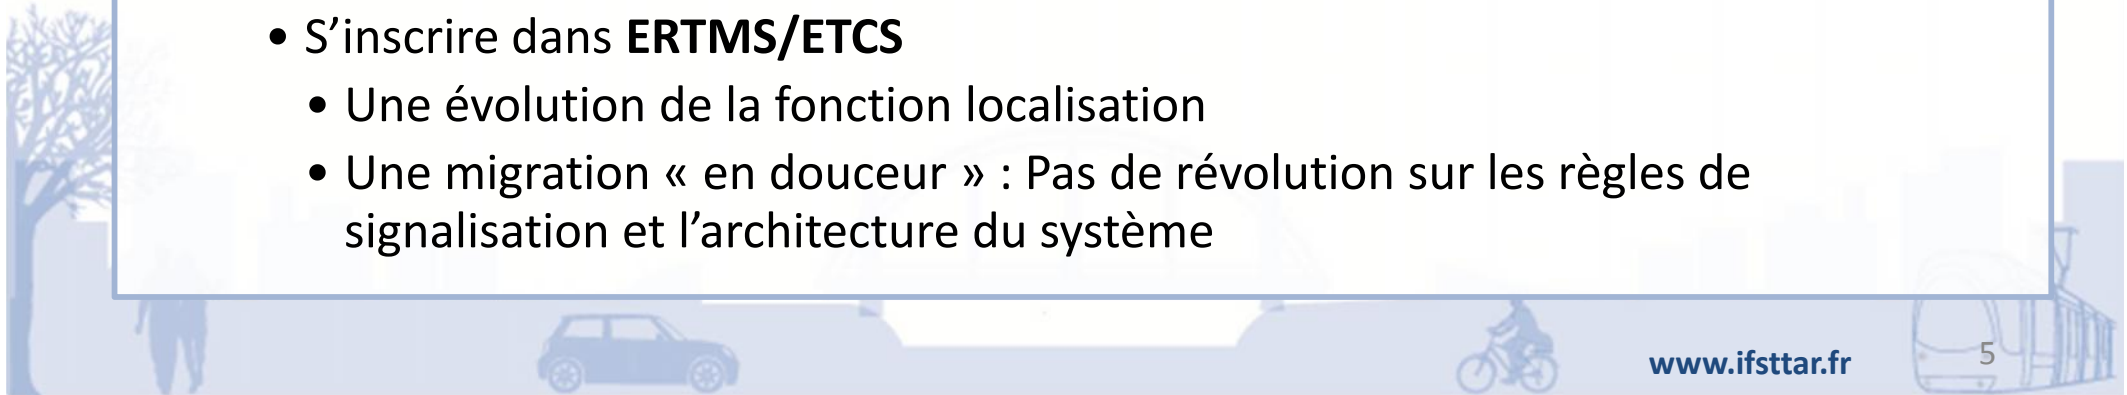 • S’inscrire dans ERTMS/ETCS
• Une évolution de la fonction localisation
• Une migration « en douceur » : Pas de révolution sur les règles de
signalisation et l’architecture du système
www.ifsttar.fr
5